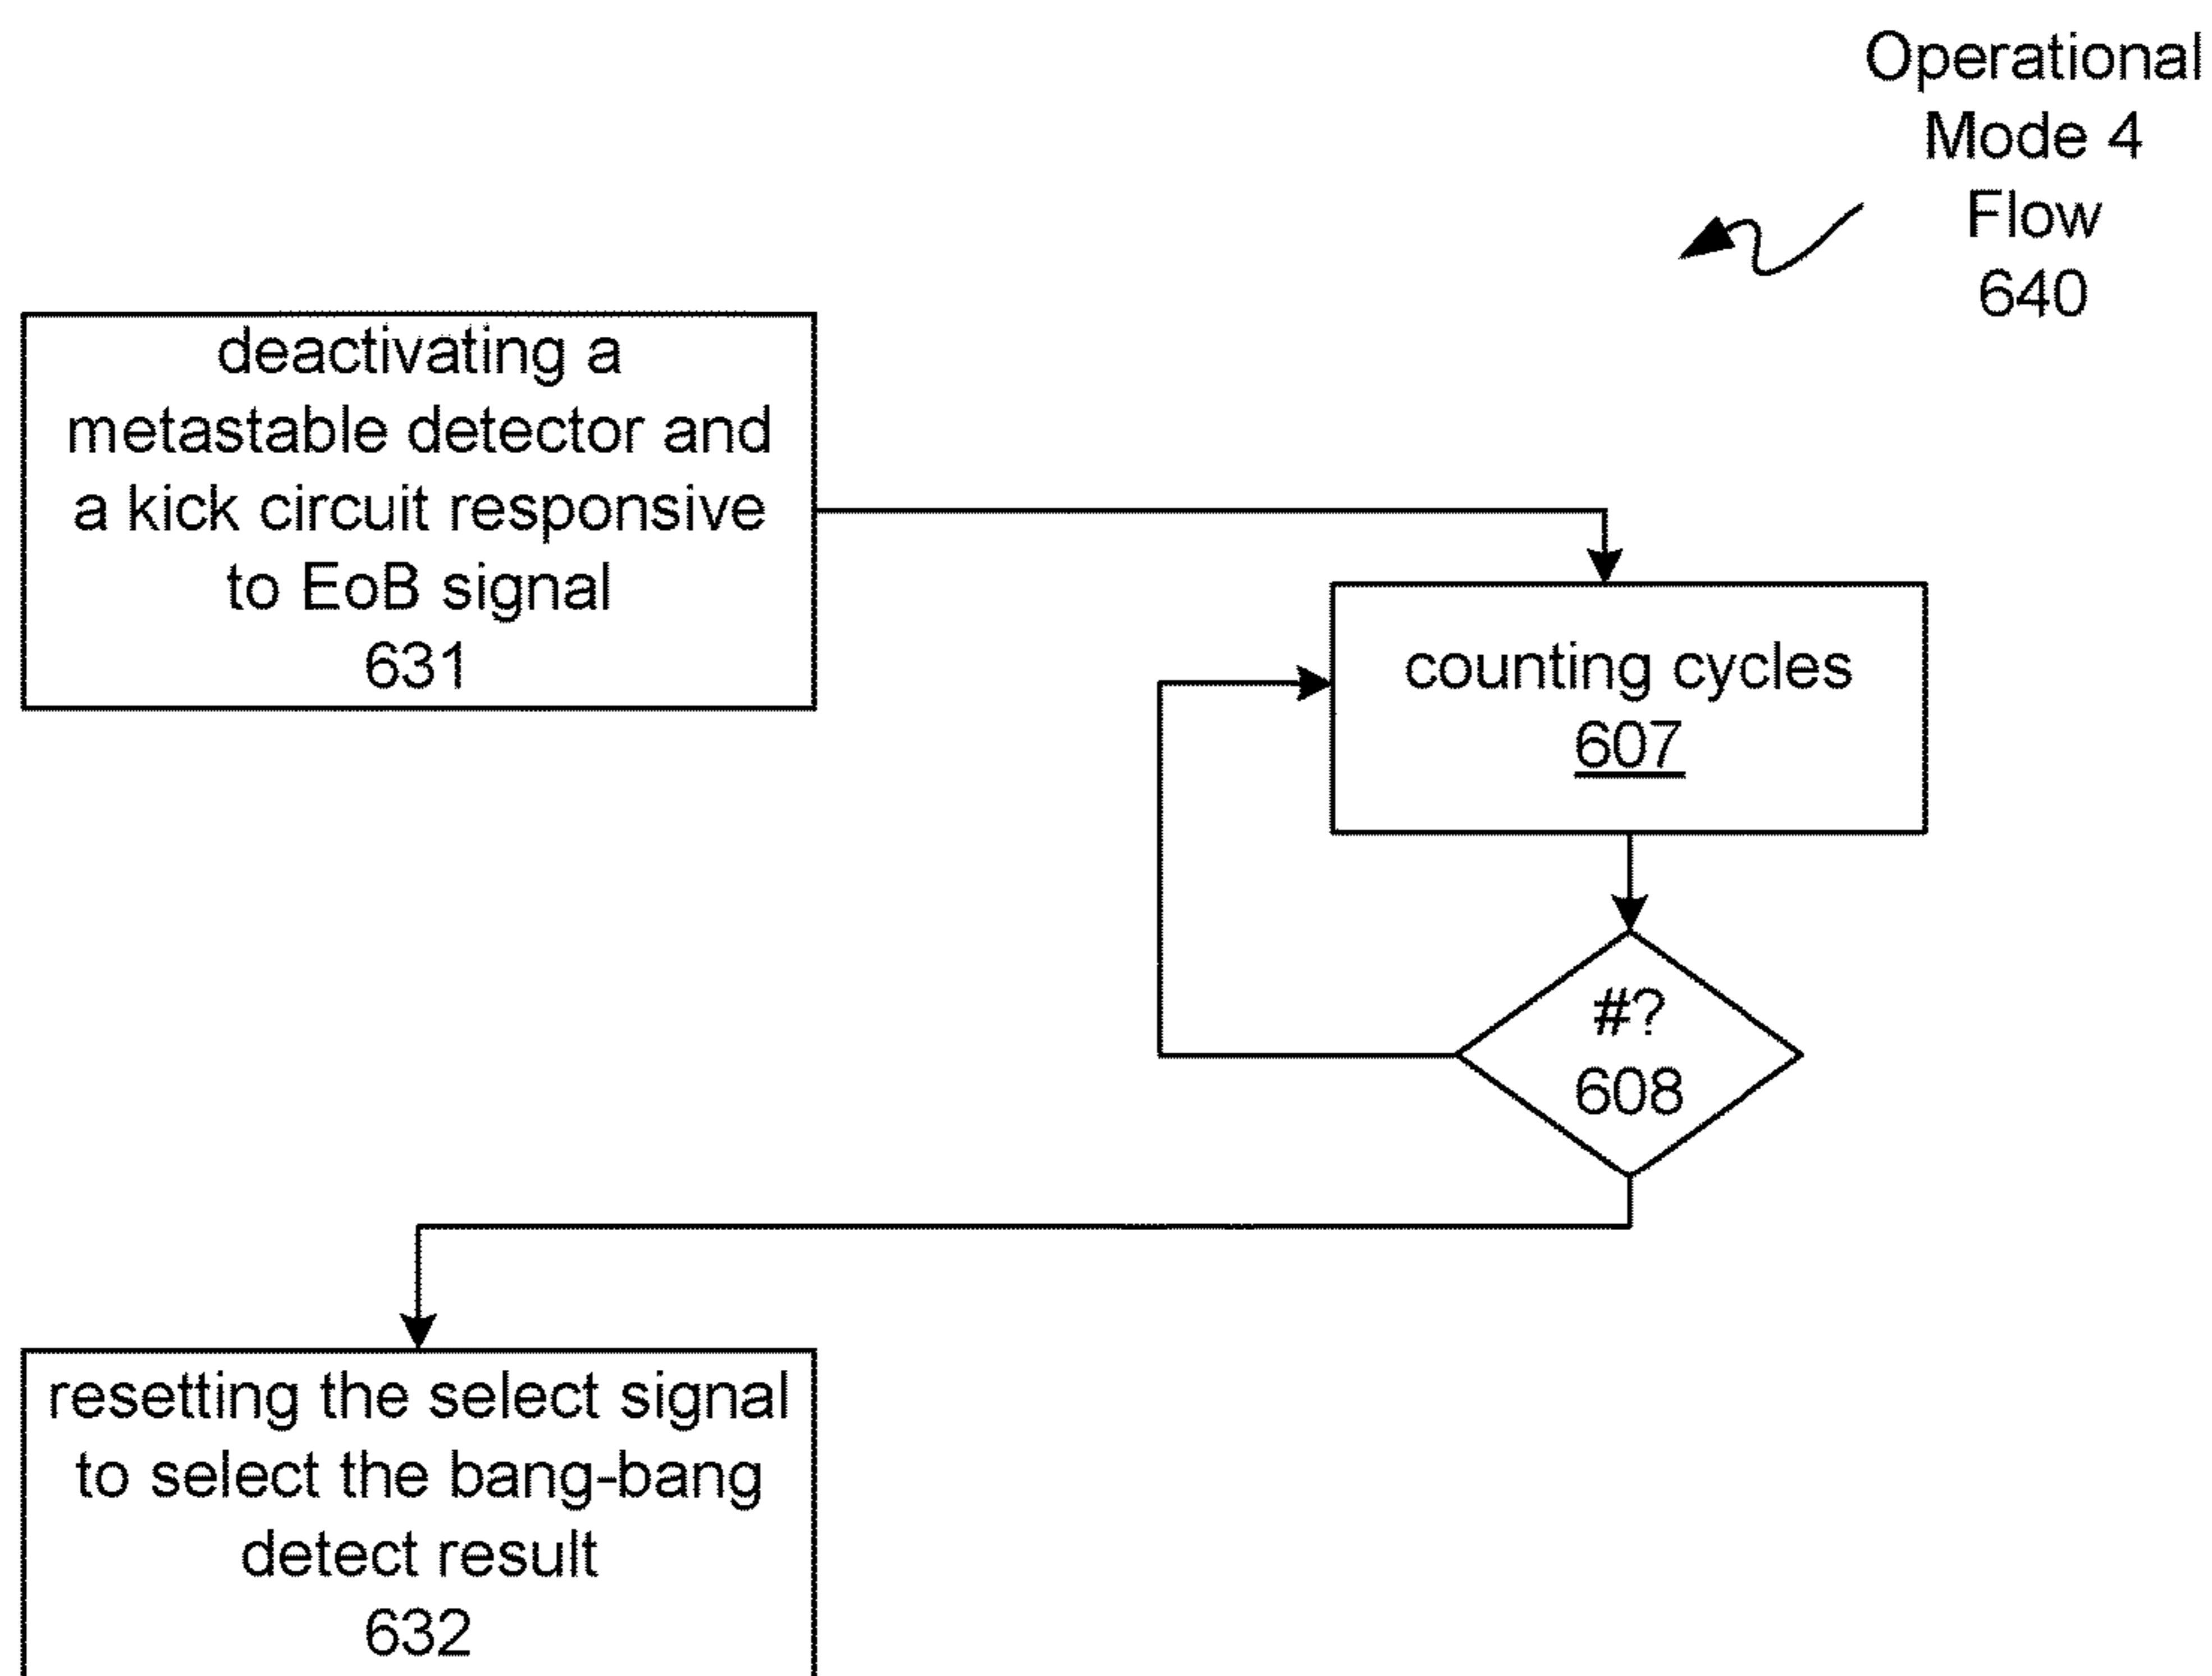 Operational
Mode 4
Flow
640
deactivating a
metastable detector and
a kick circuit responsive
to EoB signal
631
counting cycles
607
#?
608
resetting the select signal
to select the bang-bang
detect result
632